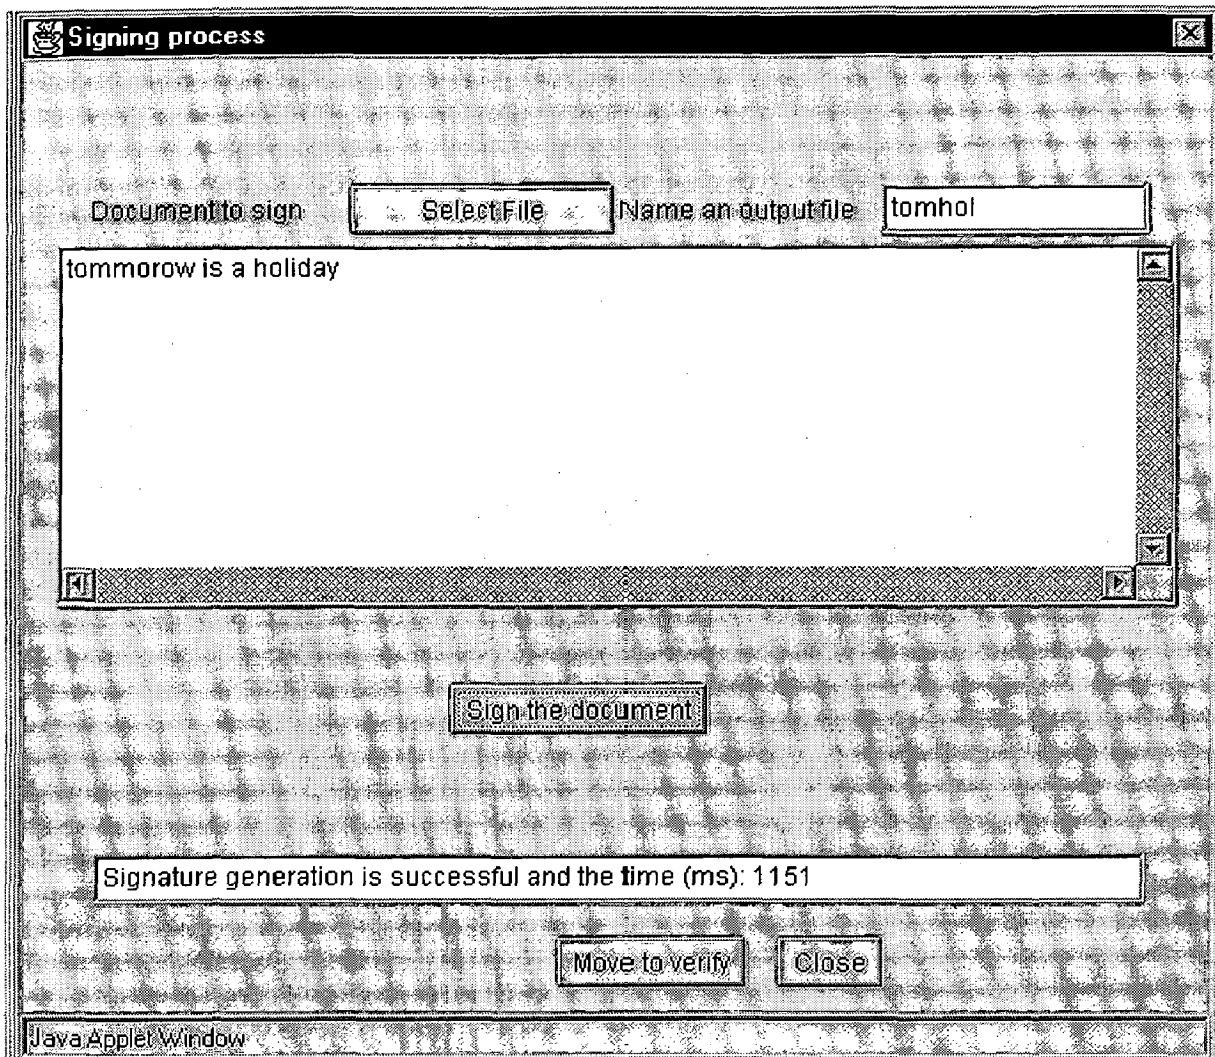 Signing process
Document to sign Select File Name an output file tomhol
tommorow is a holiday
Sign the document
Signature generation is successful and the time (ms): 1151
Move to verify Close
Java Applet Window